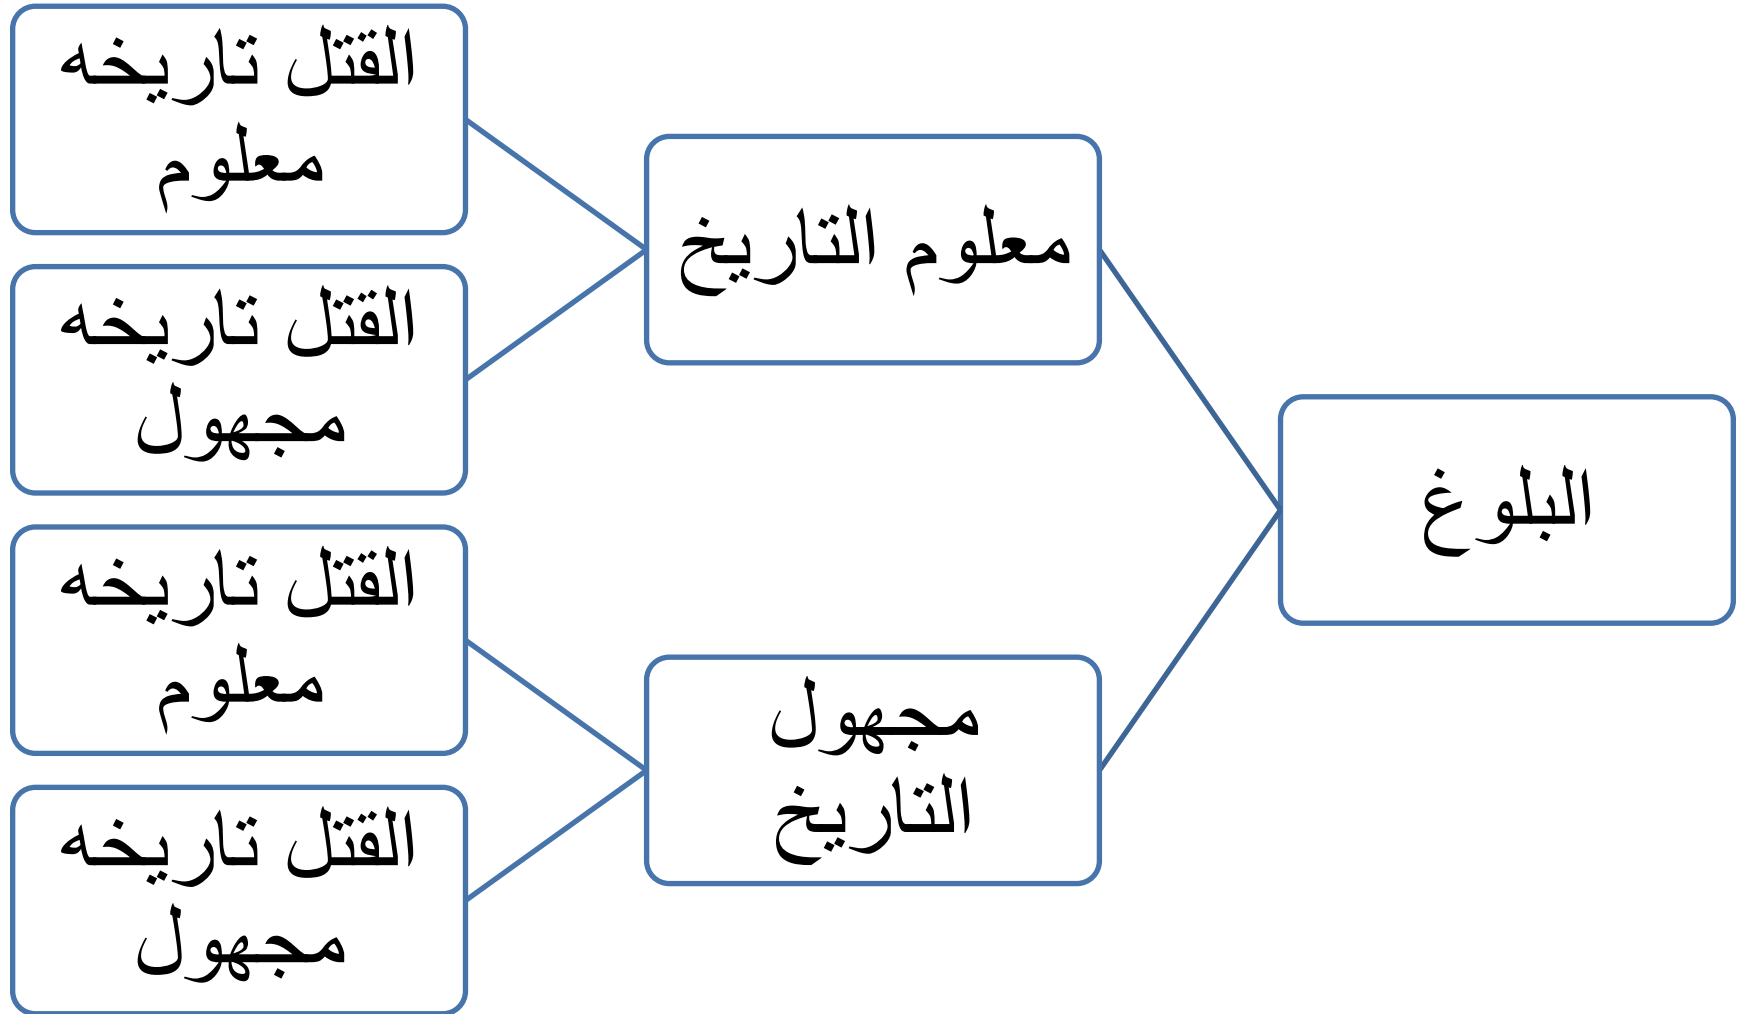 البلوغ
معلوم التاريخ
القتل تاريخه
معلوم
القتل تاريخه
مجهول
مجهول
التاريخ
القتل تاريخه
معلوم
القتل تاريخه
مجهول